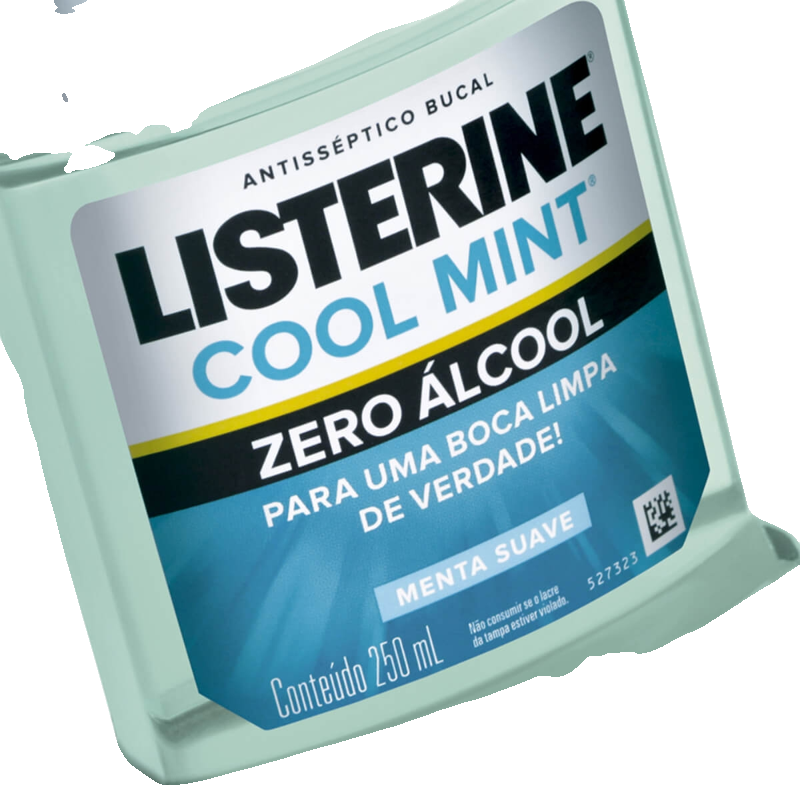 ANTISSÉPTICO BUCAL
LISTERINE®
COOL MINT®
ZERO ÁLCOOL
PARA UMA BOCA LIMPA
DE VERDADE!
MENTA SUAVE
527323
Não consumir se o lacre
da tampa estiver violado.
Conteúdo 250 mL